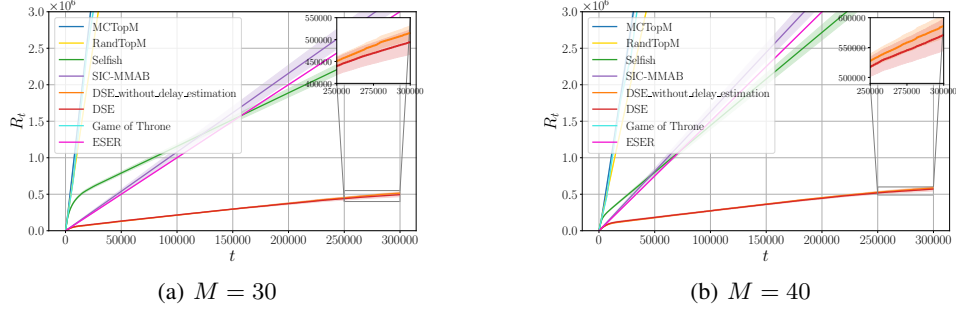 ×10⁶
3.0
2.5
2.0
1.5
1.0
0.5
0.0
R_t
MCTopM
RandTopM
Selfish
SIC-MMAB
DSE_without_delay_estimation
DSE
Game of Throne
ESER
550000
500000
450000
400000
250000 275000 300000
0 50000 100000 150000 200000 250000 300000
t
(a) M = 30
×10⁶
3.0
2.5
2.0
1.5
1.0
0.5
0.0
R_t
MCTopM
RandTopM
Selfish
SIC-MMAB
DSE_without_delay_estimation
DSE
Game of Throne
ESER
600000
550000
500000
250000 275000 300000
0 50000 100000 150000 200000 250000 300000
t
(b) M = 40